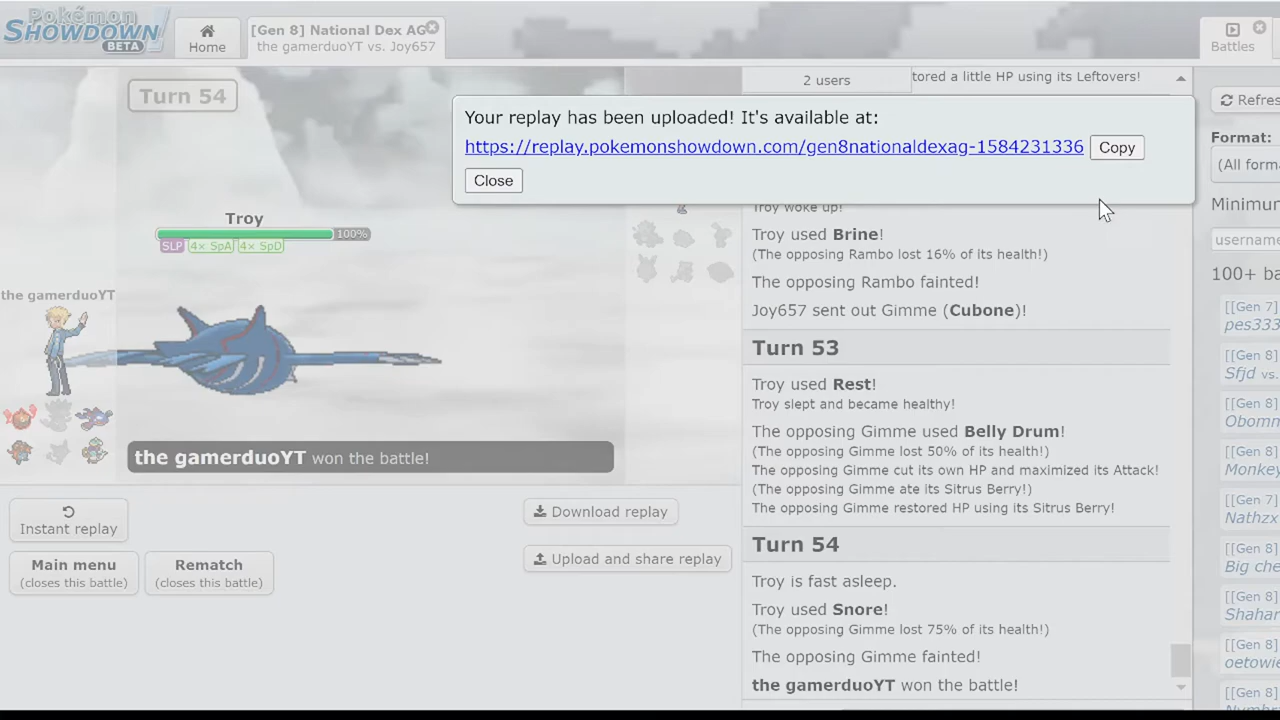 Pokémon
SHOWDOWN!
BETA
Home
[Gen 8] National Dex AG
the gamerduoYT vs. Joy657
Battles
Turn 54
2 users
tored a little HP using its Leftovers!
Your replay has been uploaded! It's available at:
https://replay.pokemonshowdown.com/gen8nationaldexag-1584231336
Copy
Close
Troy
100%
SLP 4× SpA 4× SpD
the gamerduoYT
the gamerduoYT won the battle!
Instant replay
Download replay
Main menu
(closes this battle)
Rematch
(closes this battle)
Upload and share replay
Troy woke up!
Troy used Brine!
(The opposing Rambo lost 16% of its health!)
The opposing Rambo fainted!
Joy657 sent out Gimme (Cubone)!
Turn 53
Troy used Rest!
Troy slept and became healthy!
The opposing Gimme used Belly Drum!
(The opposing Gimme lost 50% of its health!)
The opposing Gimme cut its own HP and maximized its Attack!
(The opposing Gimme ate its Sitrus Berry!)
The opposing Gimme restored HP using its Sitrus Berry!
Turn 54
Troy is fast asleep.
Troy used Snore!
(The opposing Gimme lost 75% of its health!)
The opposing Gimme fainted!
the gamerduoYT won the battle!
Refres
Format:
(All forma
Minimum
username
100+ ba
[[Gen 7]
pes333
[[Gen 8]
Sfjd vs.
[[Gen 8]
Obomm
[[Gen 8]
Monkey
[[Gen 7]
Nathzx
[[Gen 8]
Big che
[[Gen 8]
Shahar
[[Gen 8]
oetowie
[[Gen 8]